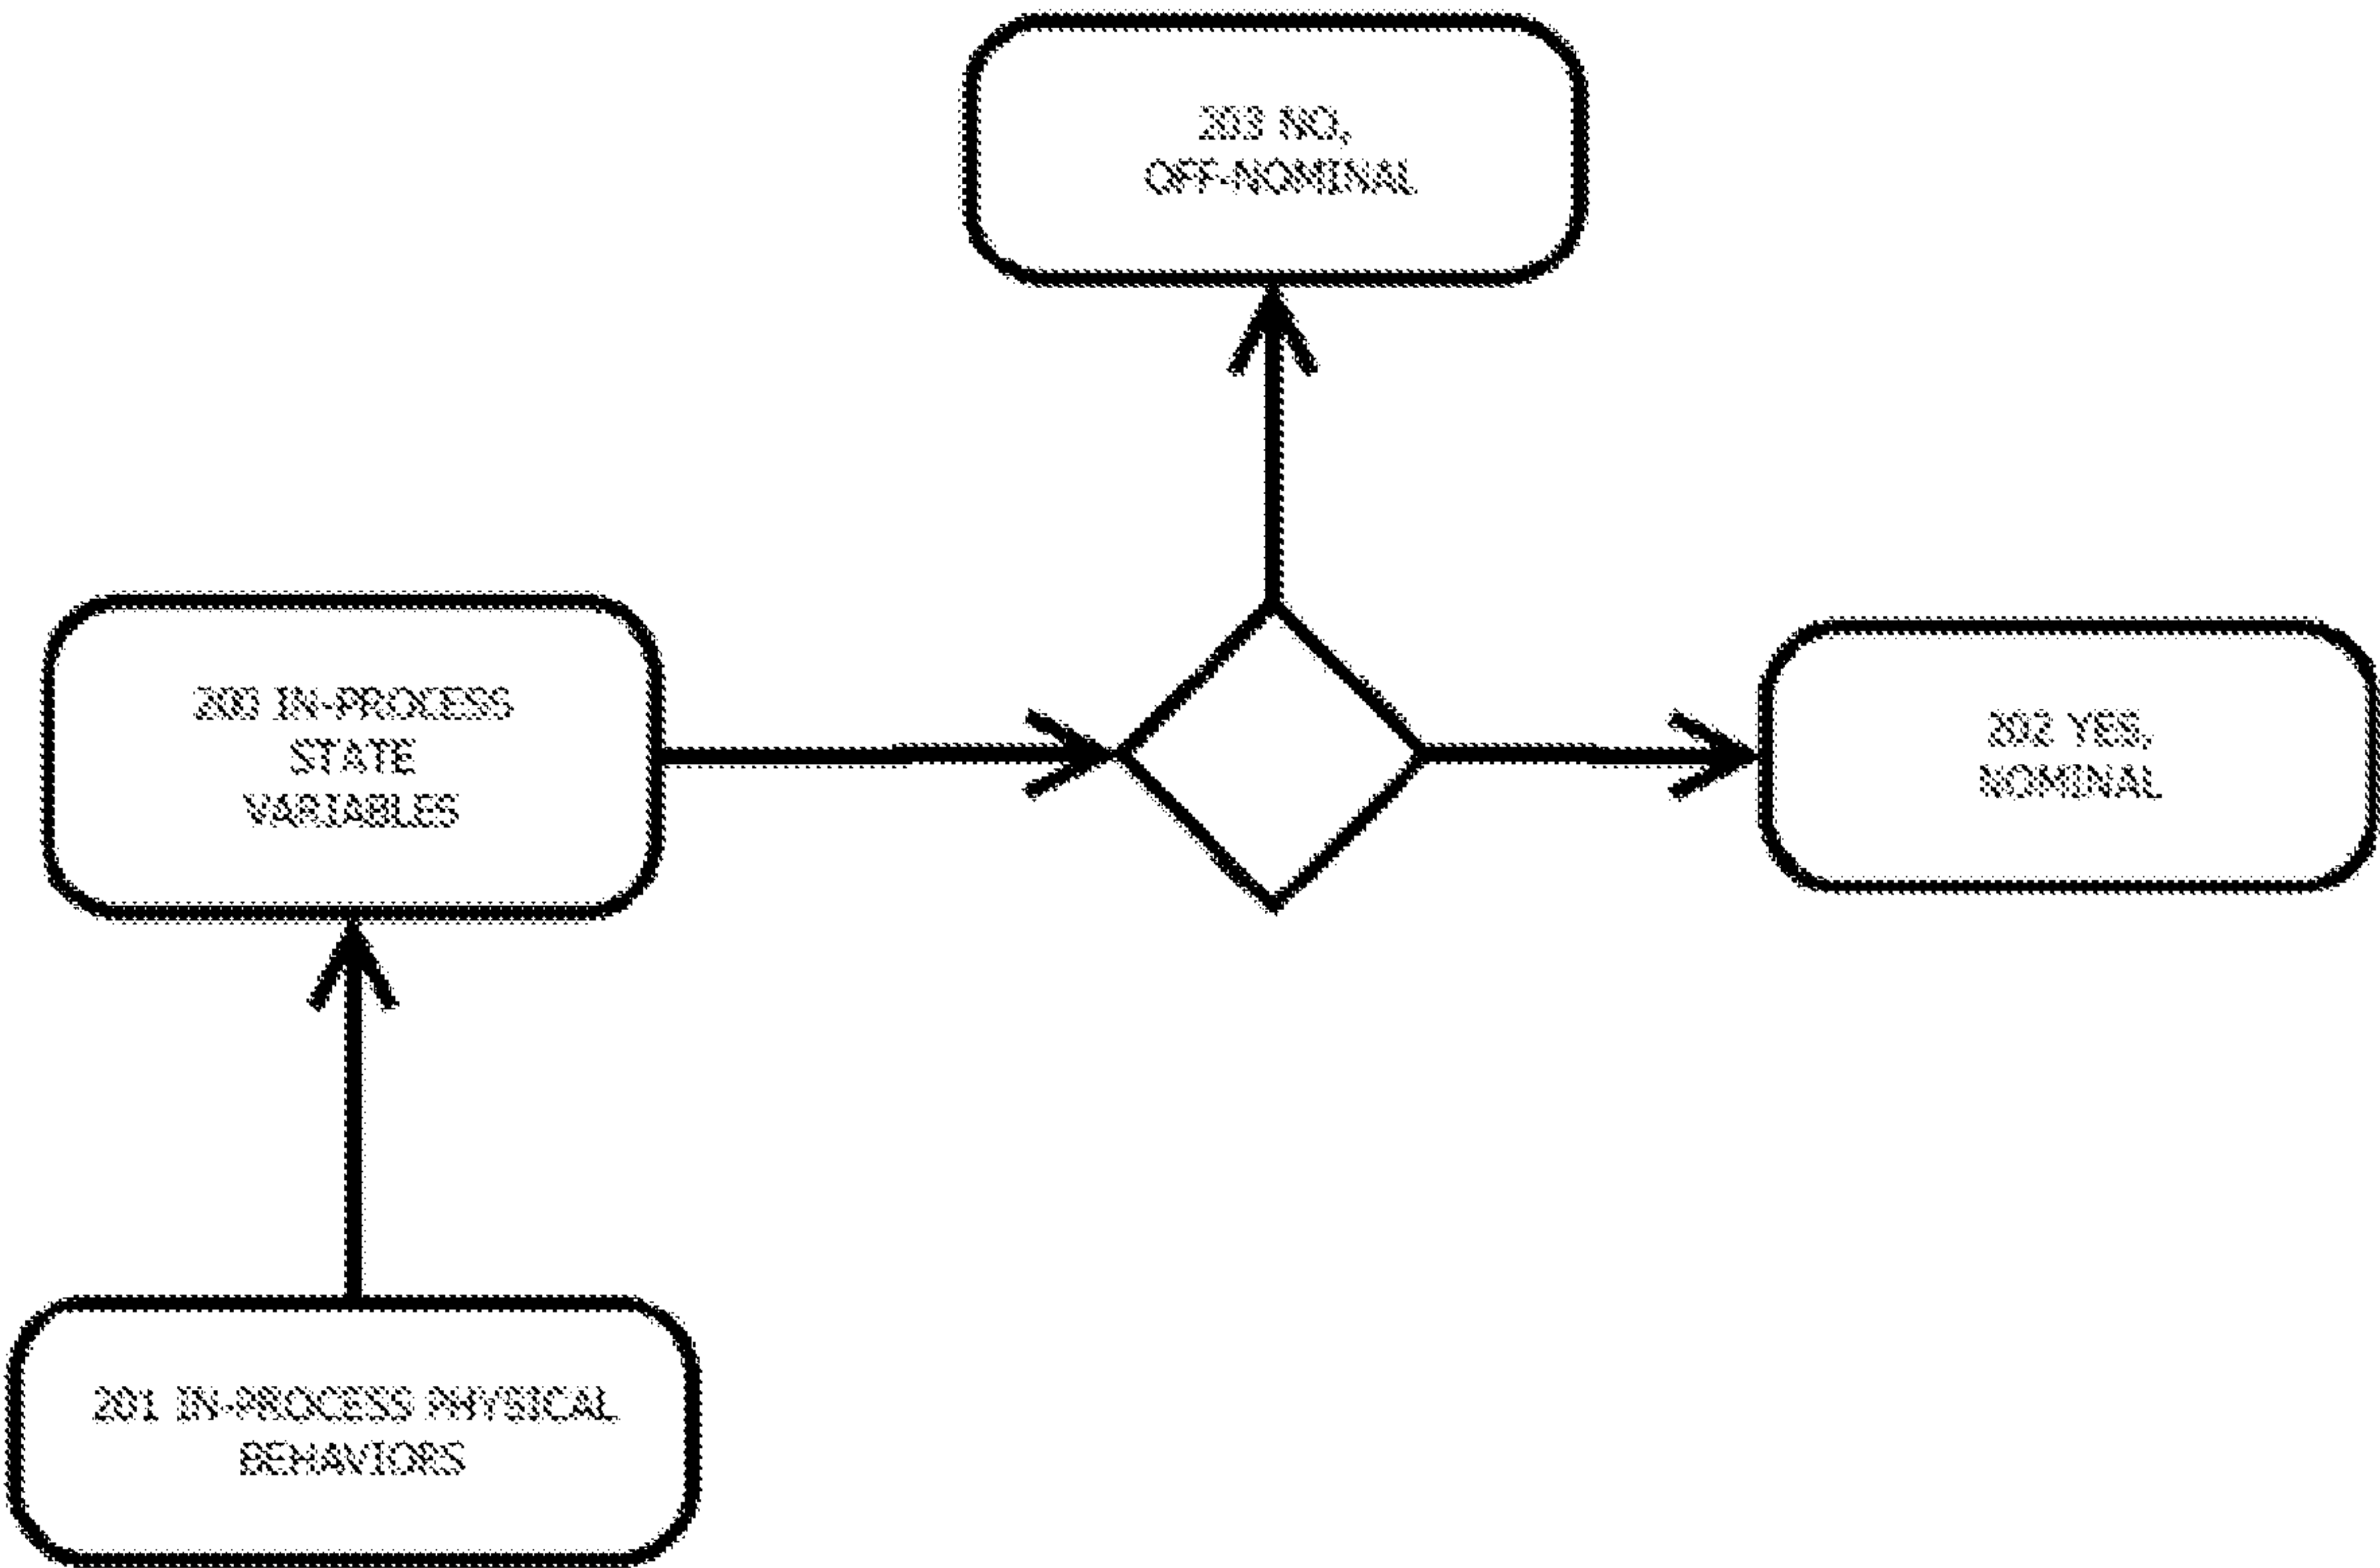 203 NO,
OFF-NOMINAL
200 IN-PROCESS
STATE
VARIABLES
202 YES,
NOMINAL
201 IN-PROCESS PHYSICAL
BEHAVIORS